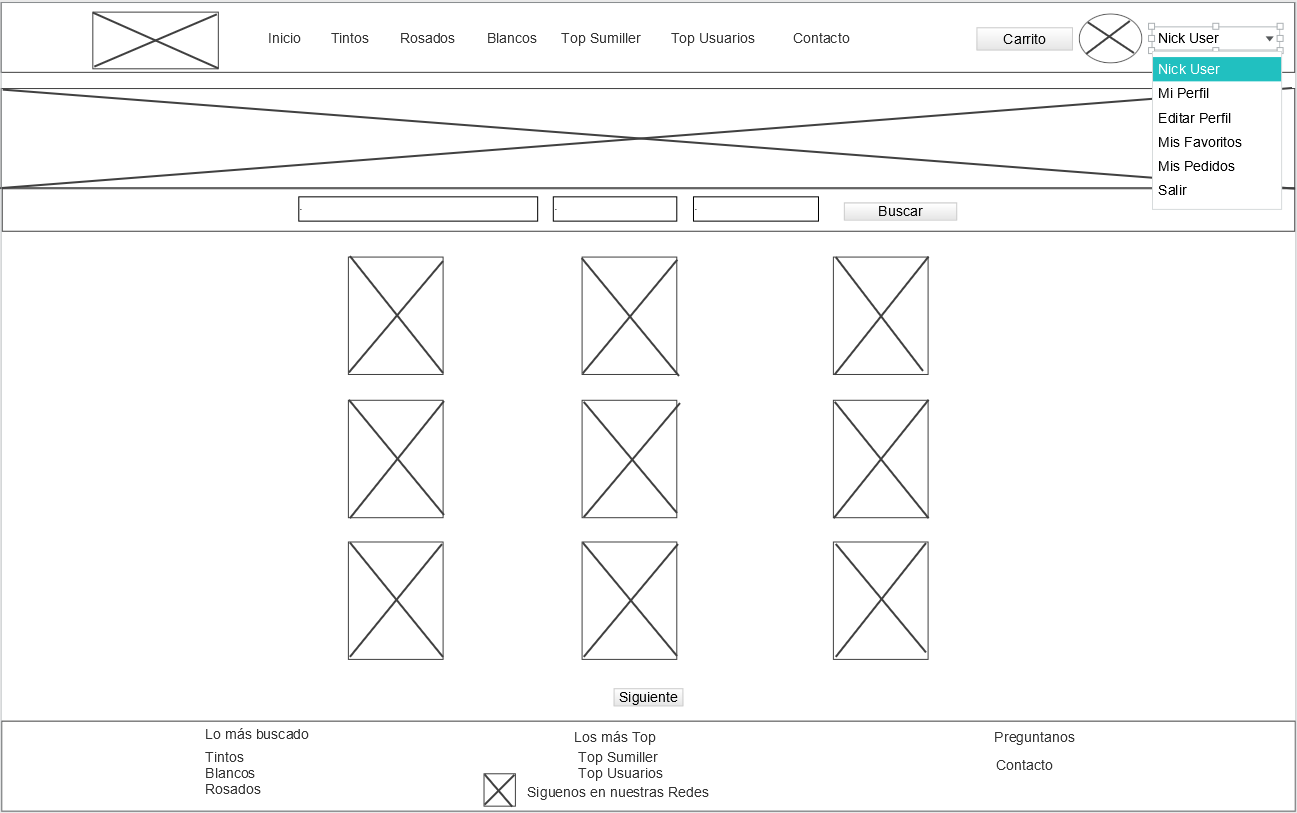 Inicio Tintos Rosados Blancos Top Sumiller Top Usuarios Contacto Carrito Nick User
Nick User
Mi Perfil
Editar Perfil
Mis Favoritos
Mis Pedidos
Salir
Buscar
Siguiente
Lo más buscado
Tintos
Blancos
Rosados
Los más Top
Top Sumiller
Top Usuarios
Siguenos en nuestras Redes
Preguntanos
Contacto